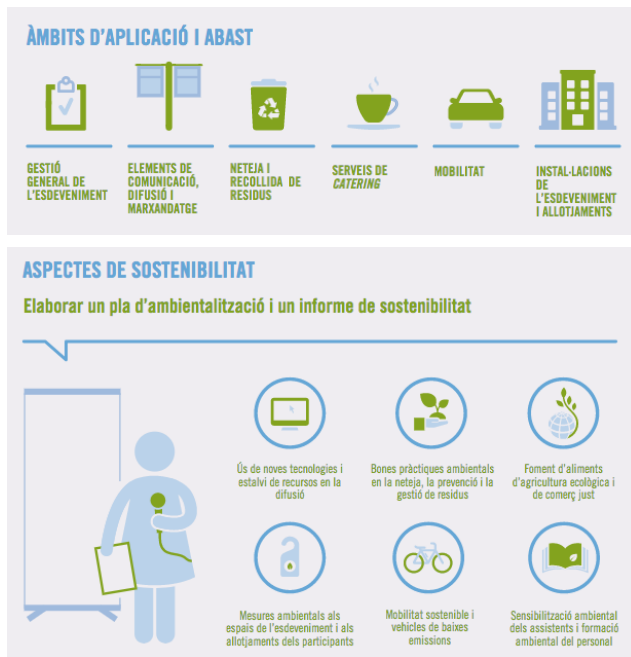 ÀMBITS D'APLICACIÓ I ABAST
GESTIÓ
GENERAL DE
L'ESDEVENIMENT
ELEMENTS DE
COMUNICACIÓ,
DIFUSIÓ I
MARXANDATGE
NETEJA I
RECOLLIDA DE
RESIDUS
SERVEIS DE
CATERING
MOBILITAT
INSTAL·LACIONS
DE
L'ESDEVENIMENT
I ALLOTJAMENTS
ASPECTES DE SOSTENIBILITAT
Elaborar un pla d'ambientalització i un informe de sostenibilitat
Ús de noves tecnologies i
estalvi de recursos en la
difusió
Bones pràctiques ambientals
en la neteja, la prevenció i la
gestió de residus
Foment d'aliments
d'agricultura ecològica i
de comerç just
Mesures ambientals als
espais de l'esdeveniment i als
allotjaments dels participants
Mobilitat sostenible i
vehicles de baixes
emissions
Sensibilització ambiental
dels assistents i formació
ambiental del personal